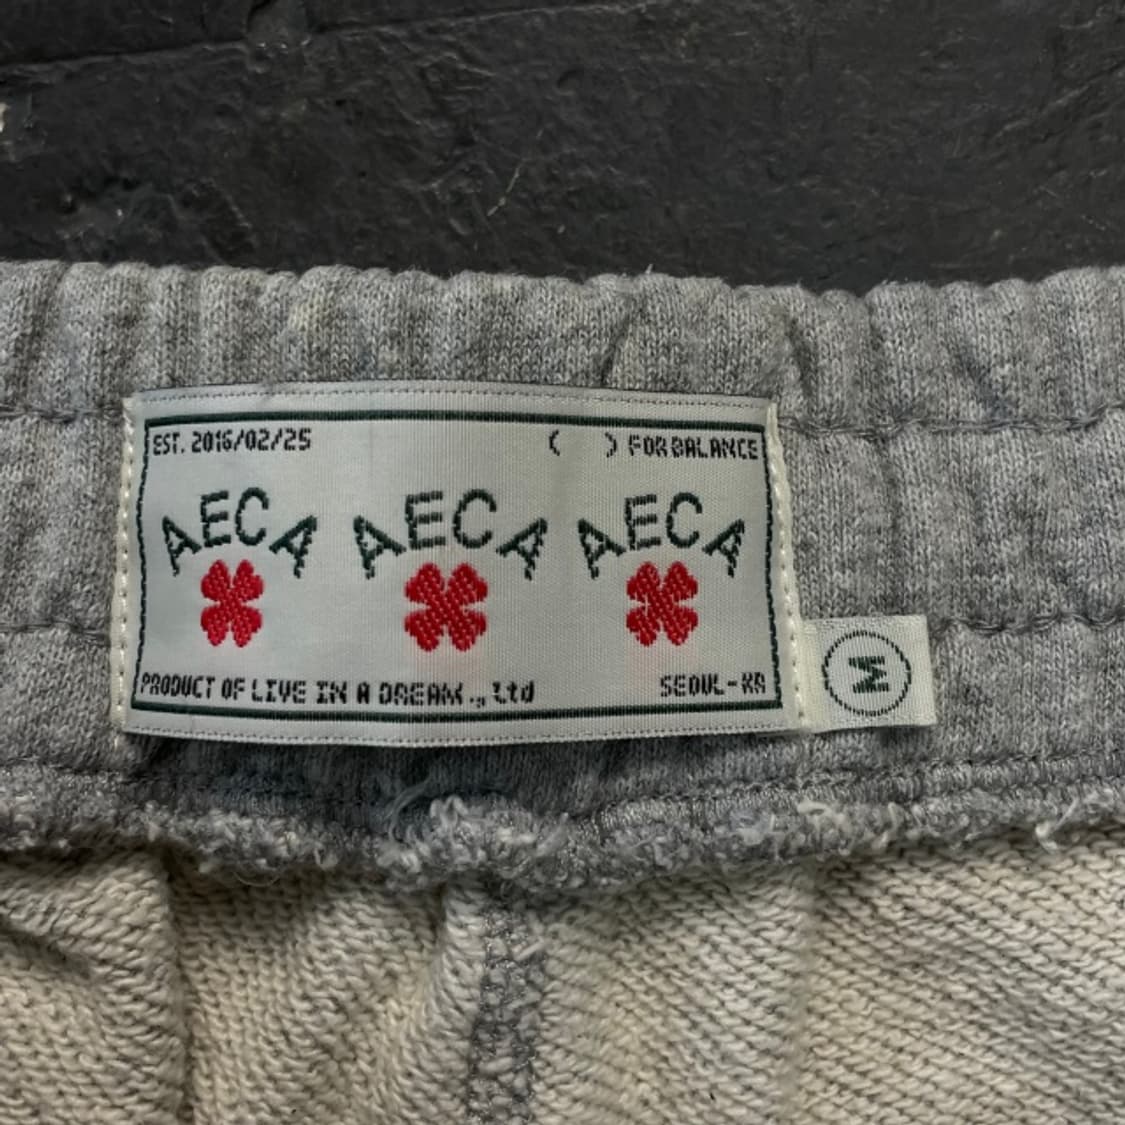 EST. 2016/02/25 ( ) FOR BALANCE
AECA AECA AECA
PRODUCT OF LIVE IN A DREAM ., Ltd SEOUL-KR
M